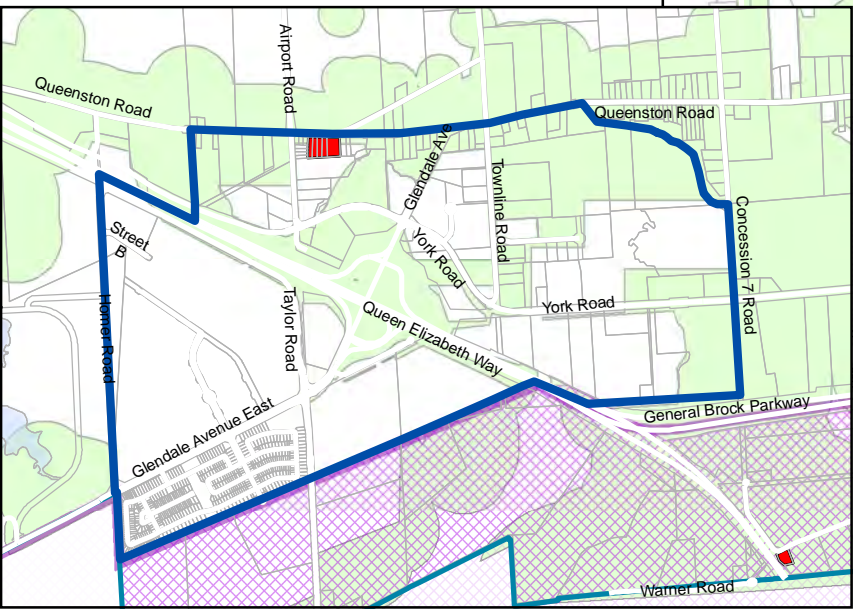 Airport Road
Queenston Road
Queenston Road
Glendale Ave
Townline Road
Street
B
York Road
Concession 7 Road
Homer Road
Taylor Road
Queen Elizabeth Way
York Road
Glendale Avenue East
General Brock Parkway
Warner Road